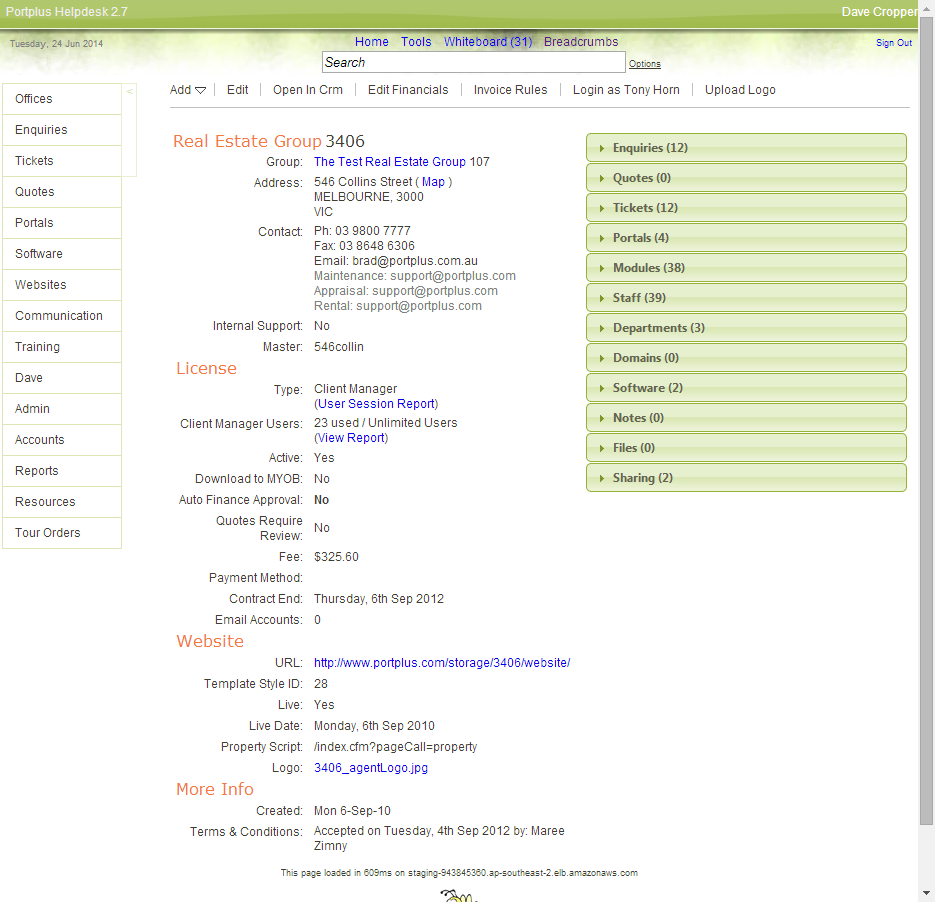 Portplus Helpdesk 2.7
Dave Cropper
Tuesday, 24 Jun 2014
Home Tools Whiteboard (31) Breadcrumbs
Sign Out
Search
Options
Offices
Enquiries
Tickets
Quotes
Portals
Software
Websites
Communication
Training
Dave
Admin
Accounts
Reports
Resources
Tour Orders
<
Add Edit Open In Crm Edit Financials Invoice Rules Login as Tony Horn Upload Logo
Real Estate Group 3406
Group: The Test Real Estate Group 107
Address: 546 Collins Street ( Map )
MELBOURNE, 3000
VIC
Contact: Ph: 03 9800 7777
Fax: 03 8648 6306
Email: brad@portplus.com.au
Maintenance: support@portplus.com
Appraisal: support@portplus.com
Rental: support@portplus.com
Internal Support: No
Master: 546collin
License
Type: Client Manager
(User Session Report)
Client Manager Users: 23 used / Unlimited Users
(View Report)
Active: Yes
Download to MYOB: No
Auto Finance Approval: No
Quotes Require
Review: No
Fee: $325.60
Payment Method:
Contract End: Thursday, 6th Sep 2012
Email Accounts: 0
Website
URL: http://www.portplus.com/storage/3406/website/
Template Style ID: 28
Live: Yes
Live Date: Monday, 6th Sep 2010
Property Script: /index.cfm?pageCall=property
Logo: 3406_agentLogo.jpg
More Info
Created: Mon 6-Sep-10
Terms & Conditions: Accepted on Tuesday, 4th Sep 2012 by: Maree
Zimny
Enquiries (12)
Quotes (0)
Tickets (12)
Portals (4)
Modules (38)
Staff (39)
Departments (3)
Domains (0)
Software (2)
Notes (0)
Files (0)
Sharing (2)
This page loaded in 609ms on staging-943845360.ap-southeast-2.elb.amazonaws.com